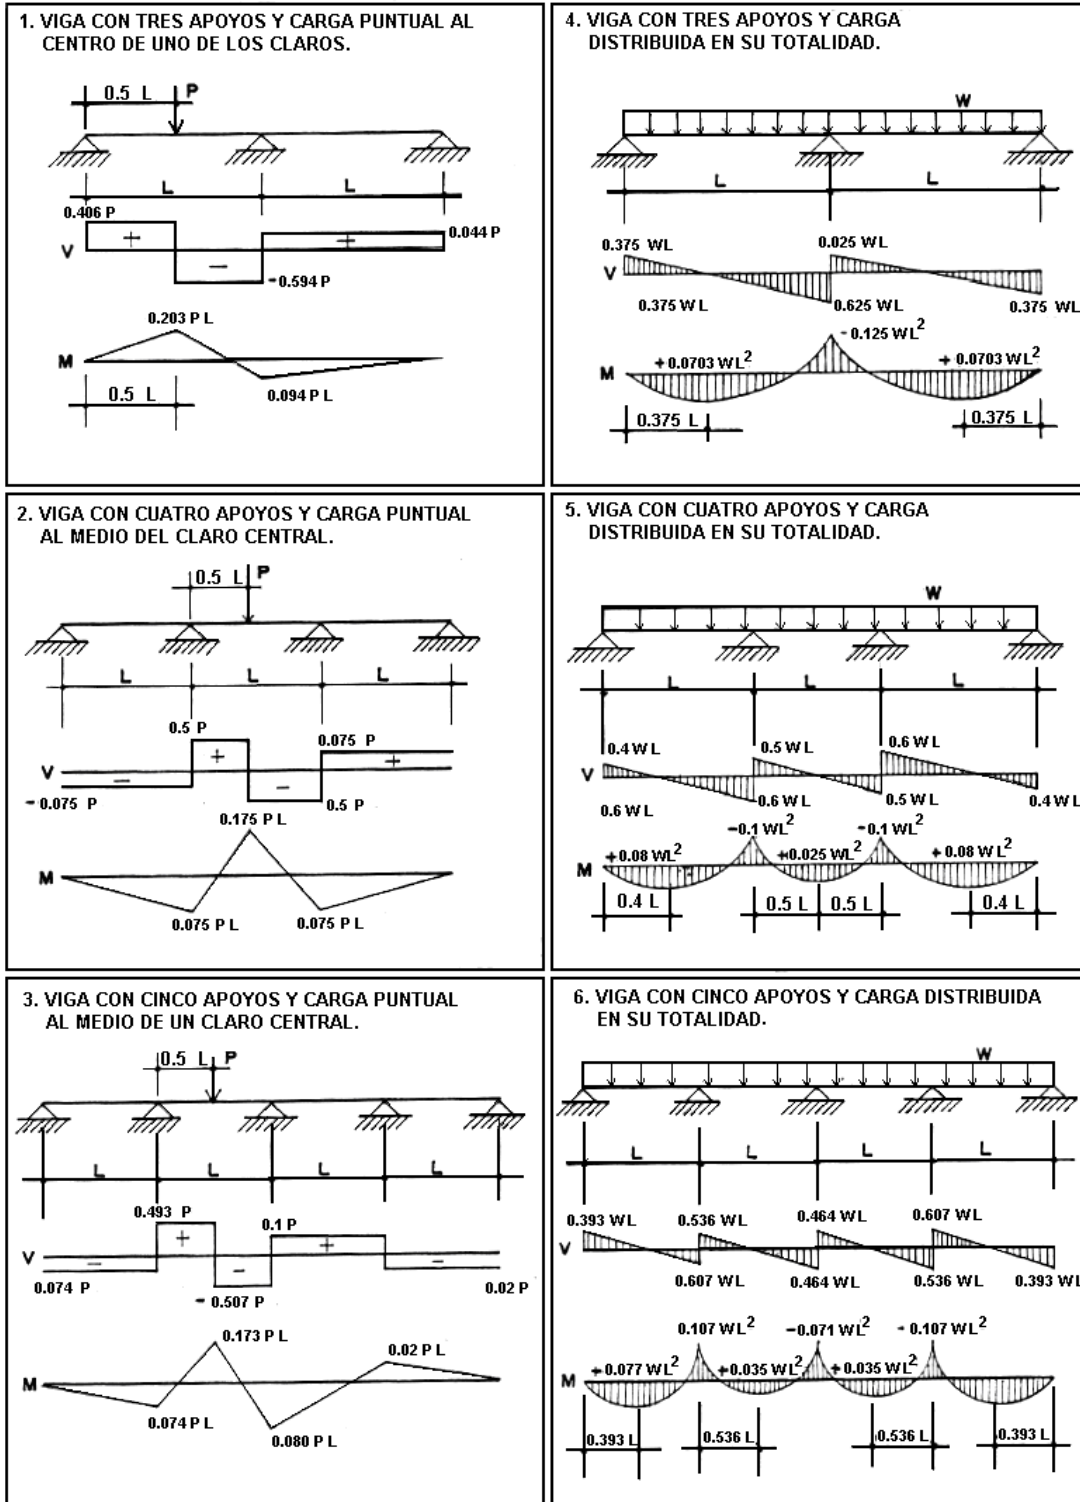 1. VIGA CON TRES APOYOS Y CARGA PUNTUAL AL
CENTRO DE UNO DE LOS CLAROS.
0.5 L P
L L
0.406 P
V + - + 0.044 P
-0.594 P
0.203 P L
M
0.094 P L
0.5 L
2. VIGA CON CUATRO APOYOS Y CARGA PUNTUAL
AL MEDIO DEL CLARO CENTRAL.
0.5 L P
L L L
0.5 P 0.075 P
V - + - +
- 0.075 P 0.5 P
0.175 P L
M
0.075 P L 0.075 P L
3. VIGA CON CINCO APOYOS Y CARGA PUNTUAL
AL MEDIO DE UN CLARO CENTRAL.
0.5 L P
L L L L
0.493 P 0.1 P
V - + - + -
0.074 P - 0.507 P 0.02 P
0.173 P L 0.02 P L
M
0.074 P L 0.080 P L
4. VIGA CON TRES APOYOS Y CARGA
DISTRIBUIDA EN SU TOTALIDAD.
W
L L
0.375 WL 0.025 WL
V
0.375 WL 0.625 WL 0.375 WL
- 0.125 WL²
+0.0703 WL² + 0.0703 WL²
M
0.375 L 0.375 L
5. VIGA CON CUATRO APOYOS Y CARGA
DISTRIBUIDA EN SU TOTALIDAD.
W
L L L
0.4 WL 0.5 WL 0.6 WL
V
0.6 WL -0.6 WL 0.5 WL 0.4 WL
-0.1 WL² -0.1 WL²
+0.08 WL² +0.025 WL² + 0.08 WL²
M
0.4 L 0.5 L 0.5 L 0.4 L
6. VIGA CON CINCO APOYOS Y CARGA DISTRIBUIDA
EN SU TOTALIDAD.
W
L L L L
0.393 WL 0.536 WL 0.464 WL 0.607 WL
V
0.607 WL 0.464 WL 0.536 WL 0.393 WL
0.107 WL² -0.071 WL² - 0.107 WL²
+0.077 WL² +0.035 WL² + 0.035 WL²
M
0.393 L 0.536 L 0.536 L 0.393 L